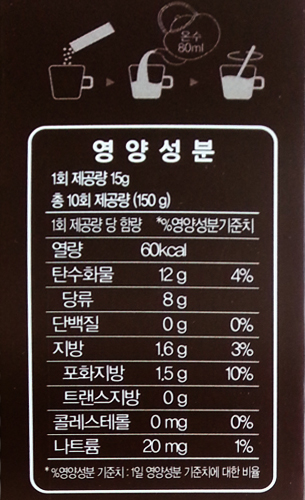 온수
80ml
영양성분
1회 제공량 15g
총 10회 제공량 (150 g)
1회 제공량 당 함량 *%영양성분기준치
열량 60kcal
탄수화물 12 g 4%
당류 8 g
단백질 0 g 0%
지방 1.6 g 3%
포화지방 1.5 g 10%
트랜스지방 0 g
콜레스테롤 0 mg 0%
나트륨 20 mg 1%
* %영양성분 기준치 : 1일 영양성분 기준치에 대한 비율